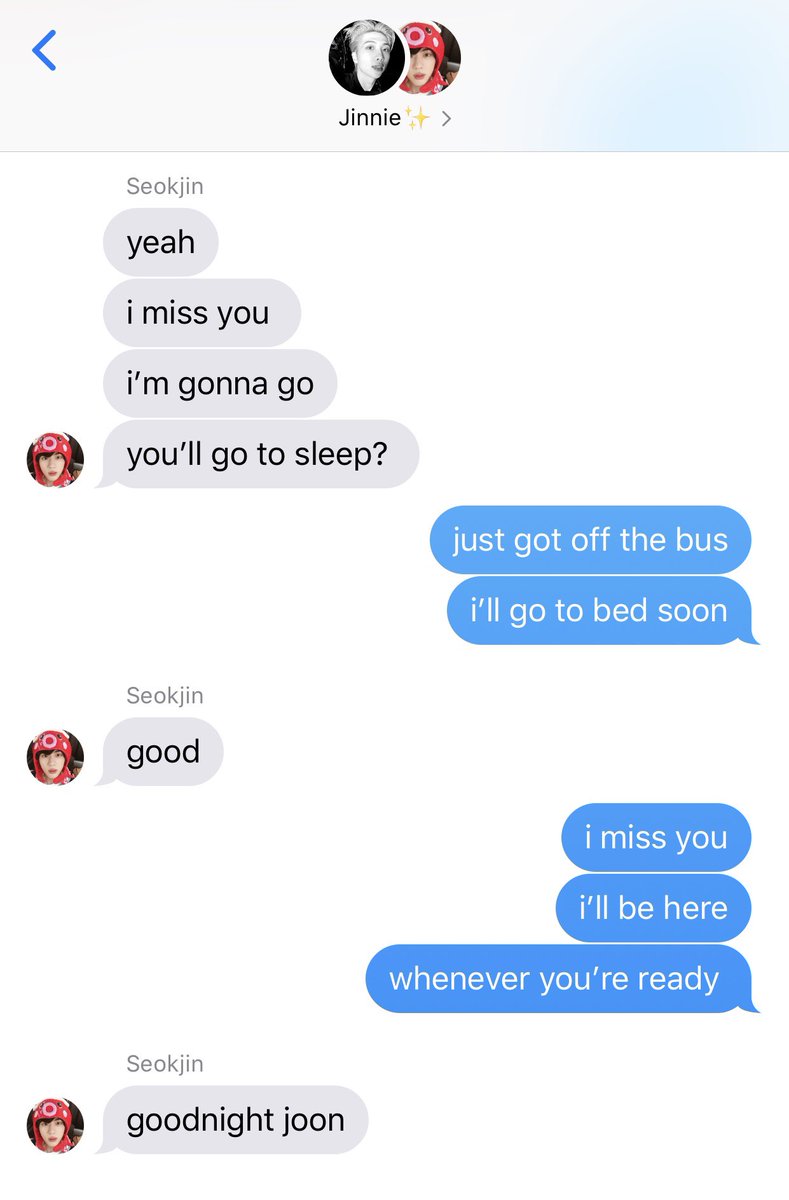 Jinnie✨
Seokjin
yeah
i miss you
i’m gonna go
you’ll go to sleep?
just got off the bus
i’ll go to bed soon
Seokjin
good
i miss you
i’ll be here
whenever you’re ready
Seokjin
goodnight joon